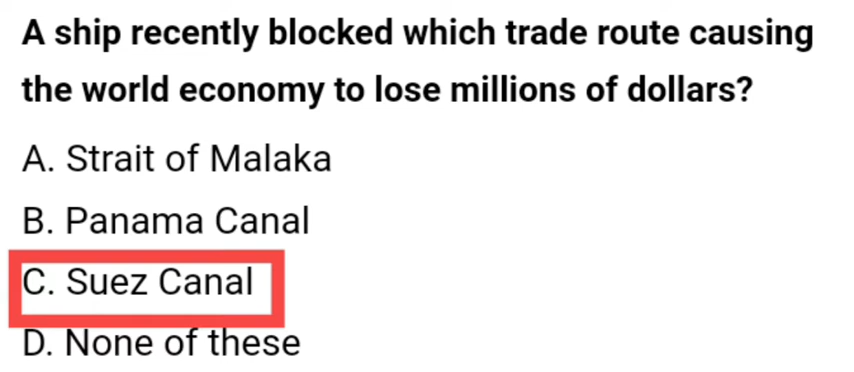 A ship recently blocked which trade route causing
the world economy to lose millions of dollars?
A. Strait of Malaka
B. Panama Canal
C. Suez Canal
D. None of these